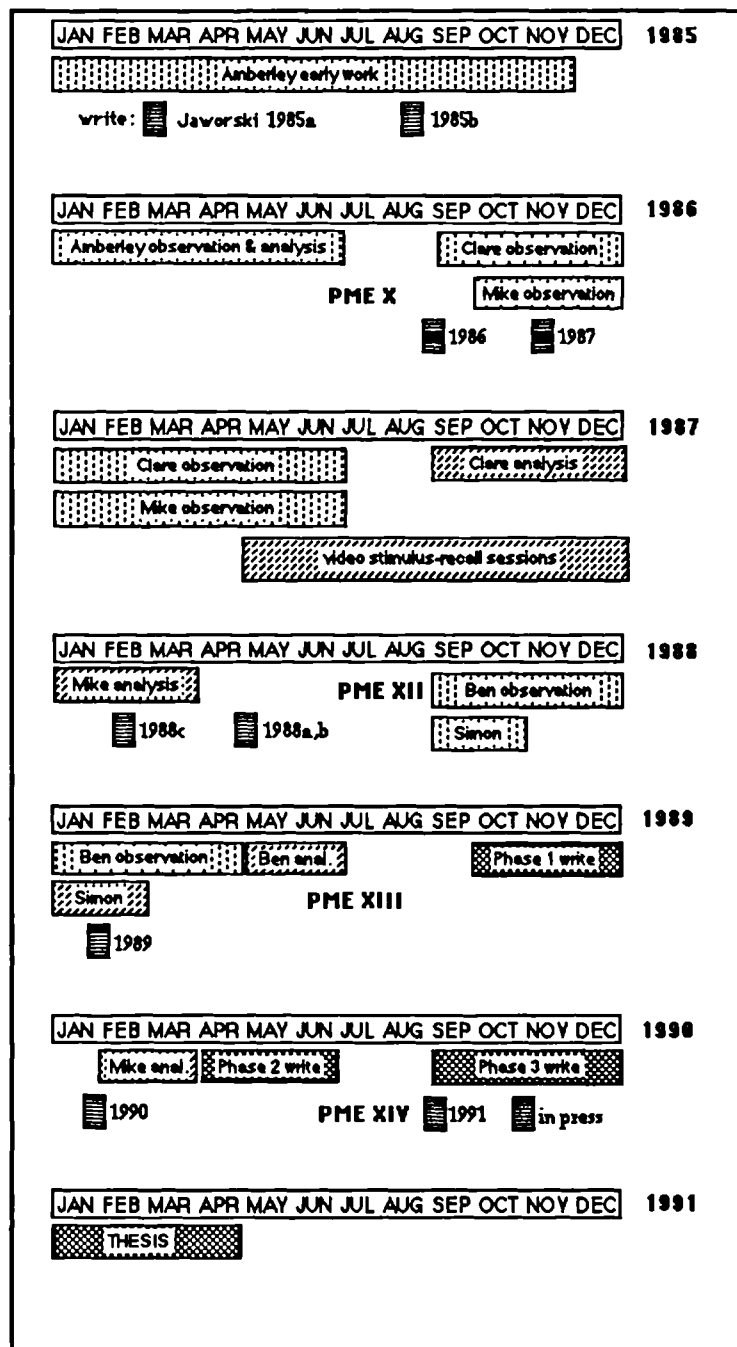 JAN FEB MAR APR MAY JUN JUL AUG SEP OCT NOV DEC 1985
Amberley early work
write: Jaworski 1985a 1985b
JAN FEB MAR APR MAY JUN JUL AUG SEP OCT NOV DEC 1986
Amberley observation & analysis Clare observation
PME X Mike observation
1986 1987
JAN FEB MAR APR MAY JUN JUL AUG SEP OCT NOV DEC 1987
Clare observation Clare analysis
Mike observation
video stimulus-recall sessions
JAN FEB MAR APR MAY JUN JUL AUG SEP OCT NOV DEC 1988
Mike analysis PME XII Ben observation
1988c 1988a,b Simon
JAN FEB MAR APR MAY JUN JUL AUG SEP OCT NOV DEC 1989
Ben observation Ben anal. Phase 1 write
Simon PME XIII
1989
JAN FEB MAR APR MAY JUN JUL AUG SEP OCT NOV DEC 1990
Mike anal. Phase 2 write Phase 3 write
1990 PME XIV 1991 in press
JAN FEB MAR APR MAY JUN JUL AUG SEP OCT NOV DEC 1991
THESIS